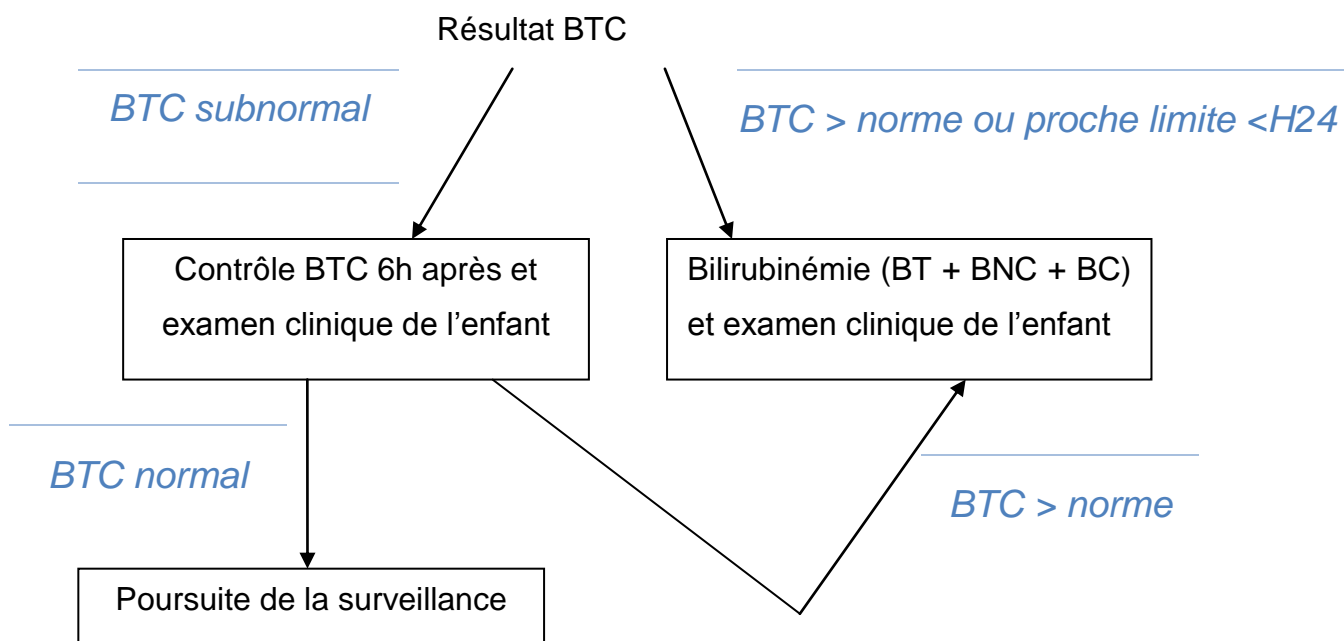 Résultat BTC
BTC subnormal
BTC > norme ou proche limite <H24
Contrôle BTC 6h après et
examen clinique de l’enfant
Bilirubinémie (BT + BNC + BC)
et examen clinique de l’enfant
BTC normal
BTC > norme
Poursuite de la surveillance